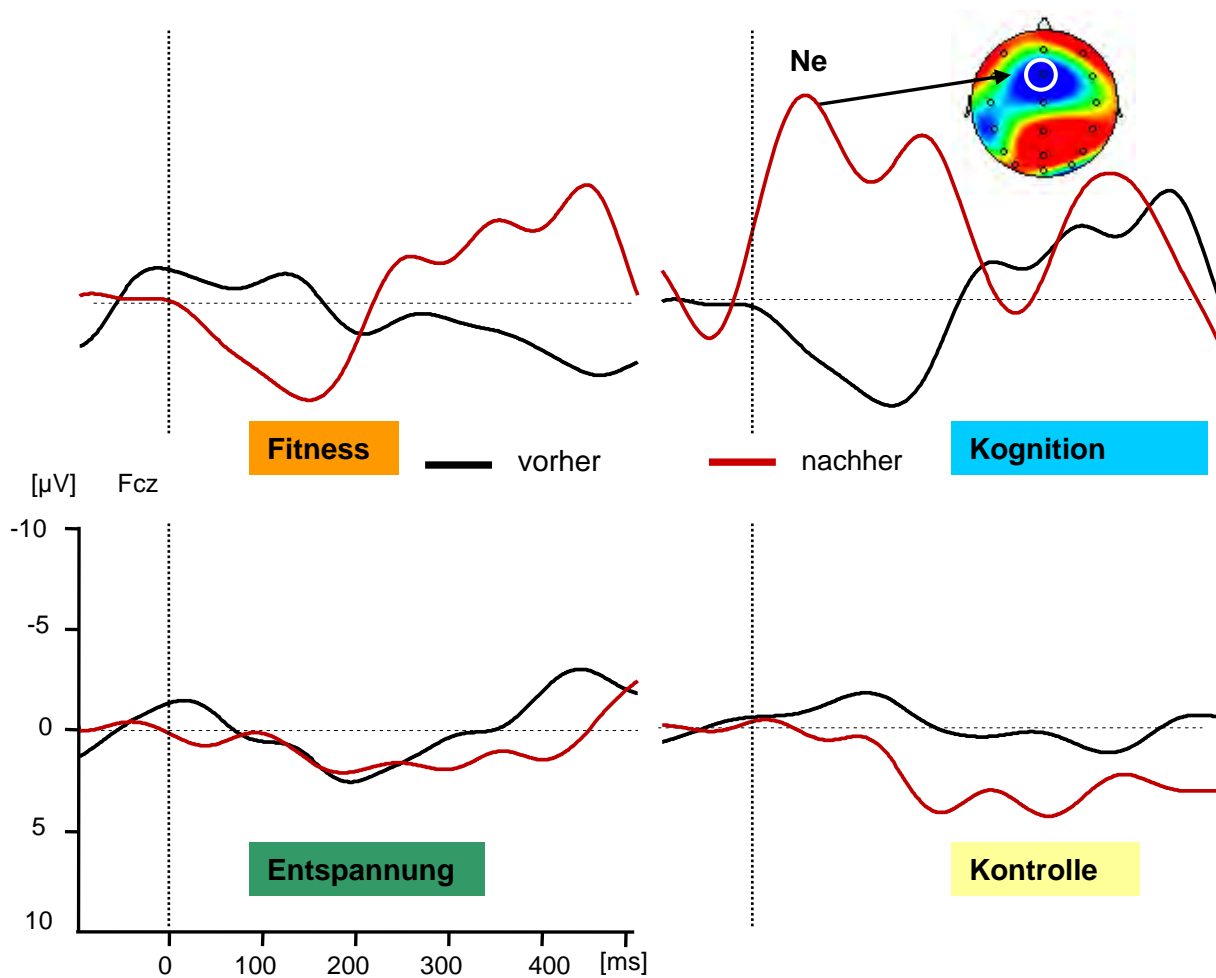 Ne
Fitness
vorher
nachher
Kognition
[µV] Fcz
-10
-5
0
5
10
Entspannung
Kontrolle
0 100 200 300 400 [ms]